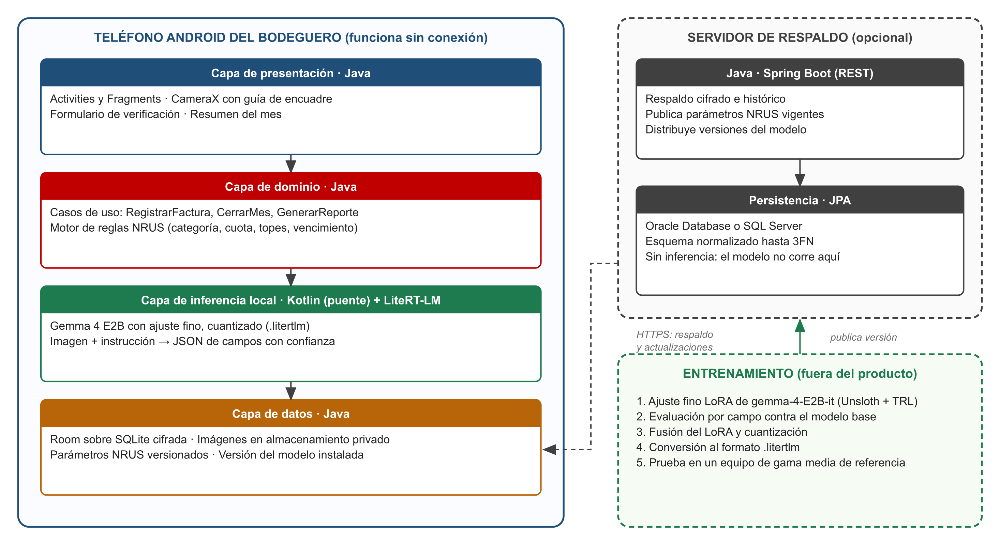 TELÉFONO ANDROID DEL BODEGUERO (funciona sin conexión)
Capa de presentación · Java
Activities y Fragments · CameraX con guía de encuadre
Formulario de verificación · Resumen del mes
Capa de dominio · Java
Casos de uso: RegistrarFactura, CerrarMes, GenerarReporte
Motor de reglas NRUS (categoría, cuota, topes, vencimiento)
Capa de inferencia local · Kotlin (puente) + LiteRT-LM
Gemma 4 E2B con ajuste fino, cuantizado (.litertlm)
Imagen + instrucción → JSON de campos con confianza
Capa de datos · Java
Room sobre SQLite cifrada · Imágenes en almacenamiento privado
Parámetros NRUS versionados · Versión del modelo instalada
SERVIDOR DE RESPALDO (opcional)
Java · Spring Boot (REST)
Respaldo cifrado e histórico
Publica parámetros NRUS vigentes
Distribuye versiones del modelo
Persistencia · JPA
Oracle Database o SQL Server
Esquema normalizado hasta 3FN
Sin inferencia: el modelo no corre aquí
HTTPS: respaldo
y actualizaciones
publica versión
ENTRENAMIENTO (fuera del producto)
1. Ajuste fino LoRA de gemma-4-E2B-it (Unsloth + TRL)
2. Evaluación por campo contra el modelo base
3. Fusión del LoRA y cuantización
4. Conversión al formato .litertlm
5. Prueba en un equipo de gama media de referencia